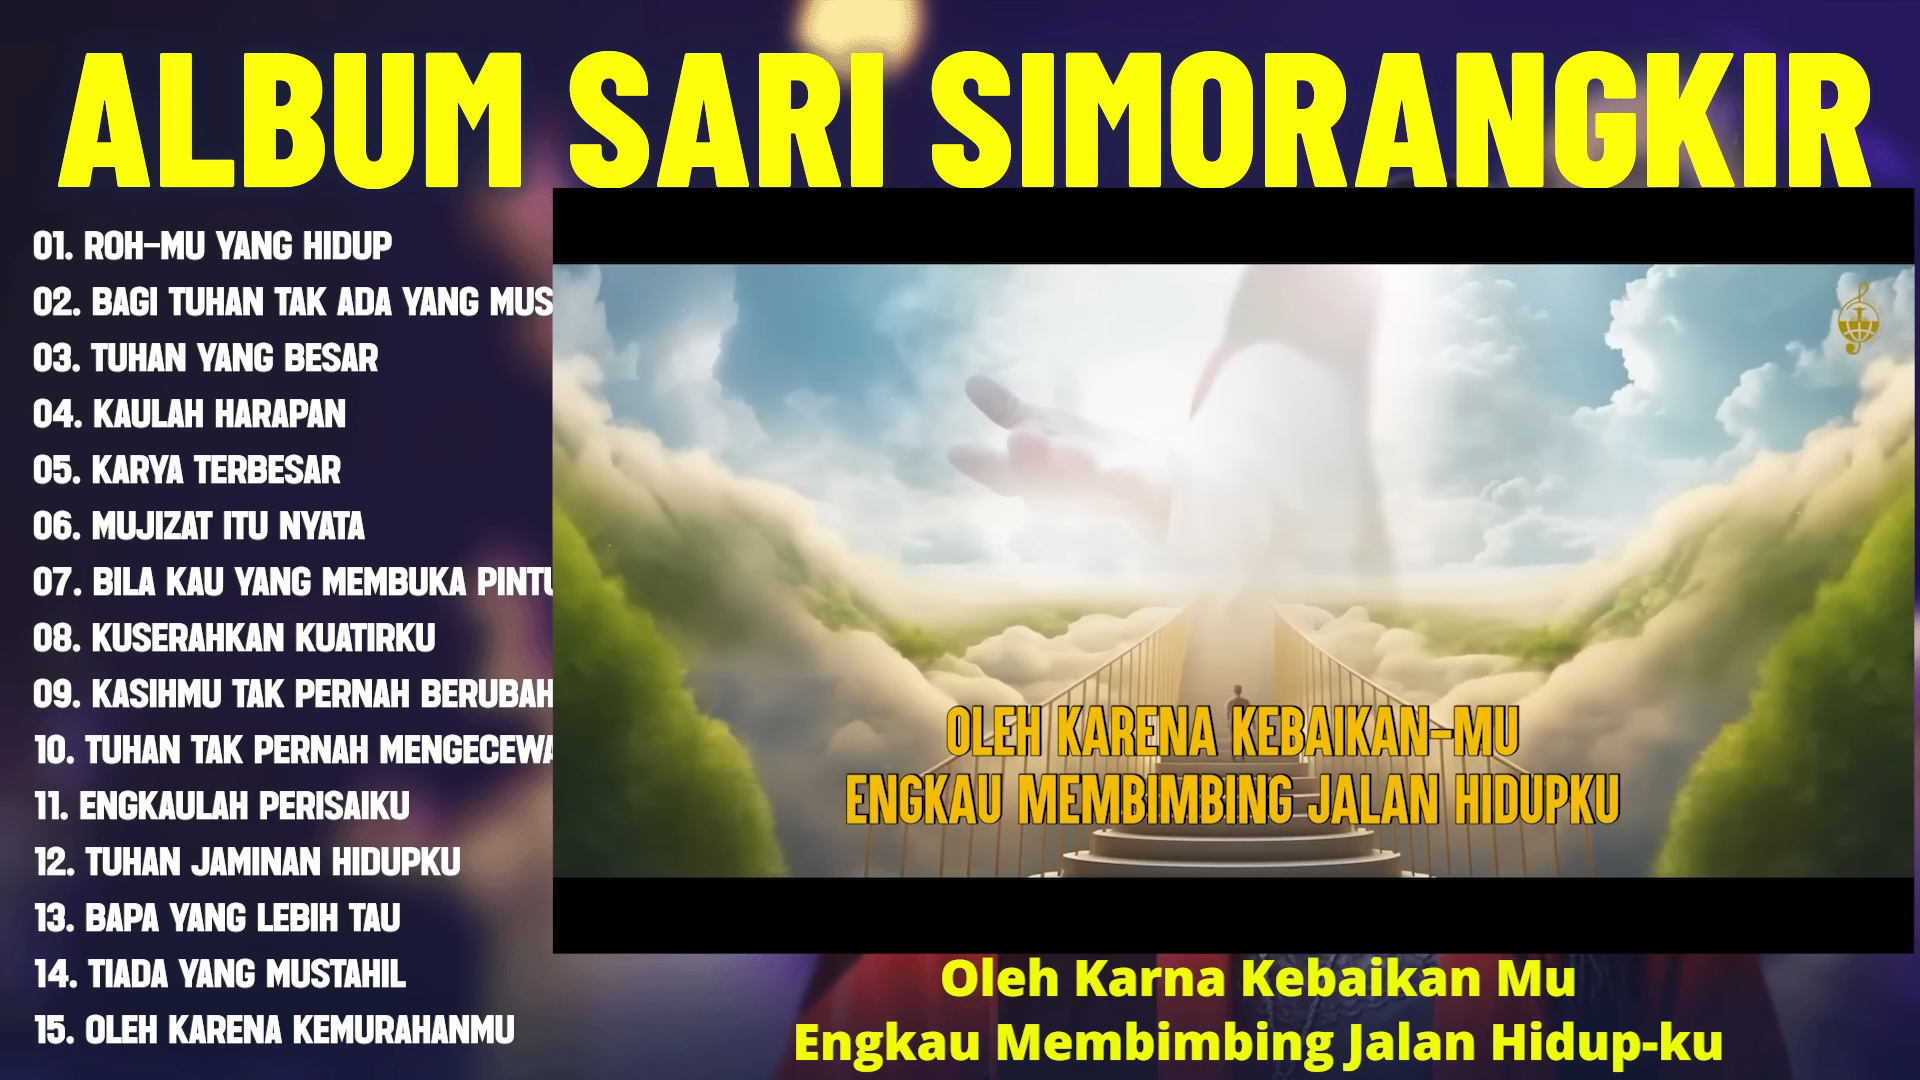 ALBUM SARI SIMORANGKIR
01. ROH-MU YANG HIDUP
02. BAGI TUHAN TAK ADA YANG MUS
03. TUHAN YANG BESAR
04. KAULAH HARAPAN
05. KARYA TERBESAR
06. MUJIZAT ITU NYATA
07. BILA KAU YANG MEMBUKA PINTU
08. KUSERAHKAN KUATIRKU
09. KASIHMU TAK PERNAH BERUBAH
10. TUHAN TAK PERNAH MENGECEWA
11. ENGKAULAH PERISAIKU
12. TUHAN JAMINAN HIDUPKU
13. BAPA YANG LEBIH TAU
14. TIADA YANG MUSTAHIL
15. OLEH KARENA KEMURAHANMU
OLEH KARENA KEBAIKAN-MU
ENGKAU MEMBIMBING JALAN HIDUPKU
Oleh Karna Kebaikan Mu
Engkau Membimbing Jalan Hidup-ku